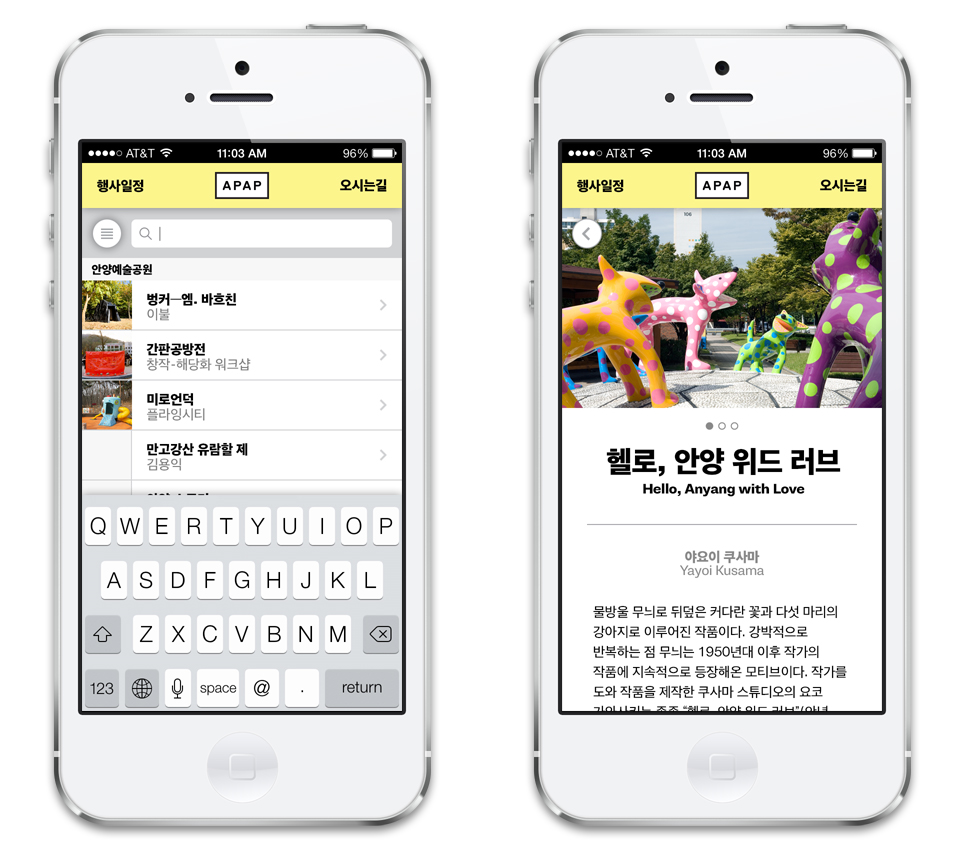 AT&T 11:03 AM 96%
행사일정 APAP 오시는길
안양예술공원
벙커—엠. 바흐친
이불
간판공방전
창작-해당화 워크샵
미로언덕
플라잉시티
만고강산 유람할 제
김용익
Q W E R T Y U I O P
A S D F G H J K L
Z X C V B N M
123 space @ . return
AT&T 11:03 AM 96%
행사일정 APAP 오시는길
106
헬로, 안양 위드 러브
Hello, Anyang with Love
야요이 쿠사마
Yayoi Kusama
물방울 무늬로 뒤덮은 커다란 꽃과 다섯 마리의
강아지로 이루어진 작품이다. 강박적으로
반복하는 점 무늬는 1950년대 이후 작가의
작품에 지속적으로 등장해온 모티브이다. 작가를
도와 작품을 제작한 쿠사마 스튜디오의 요코